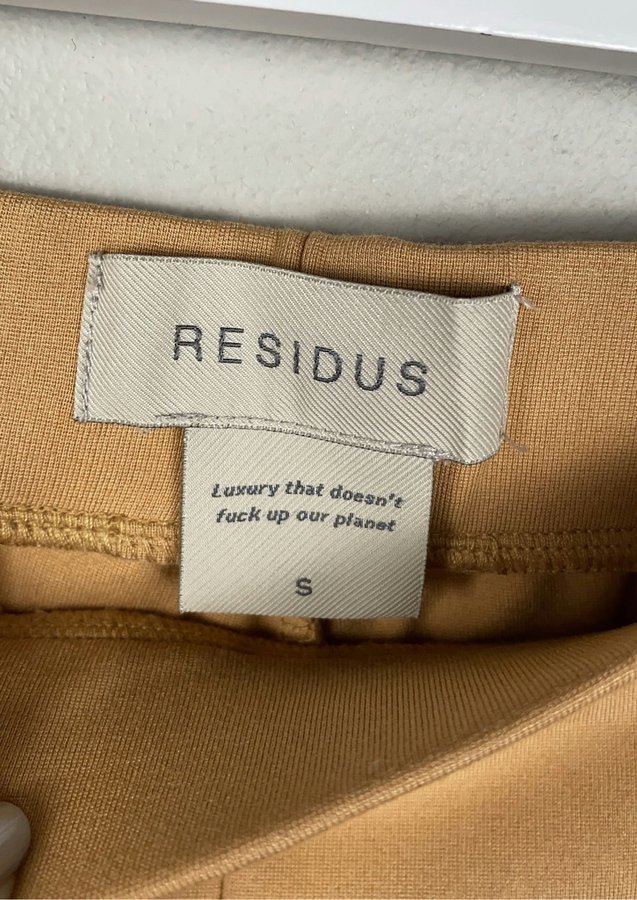 RESIDUS
Luxury that doesn't
fuck up our planet
S